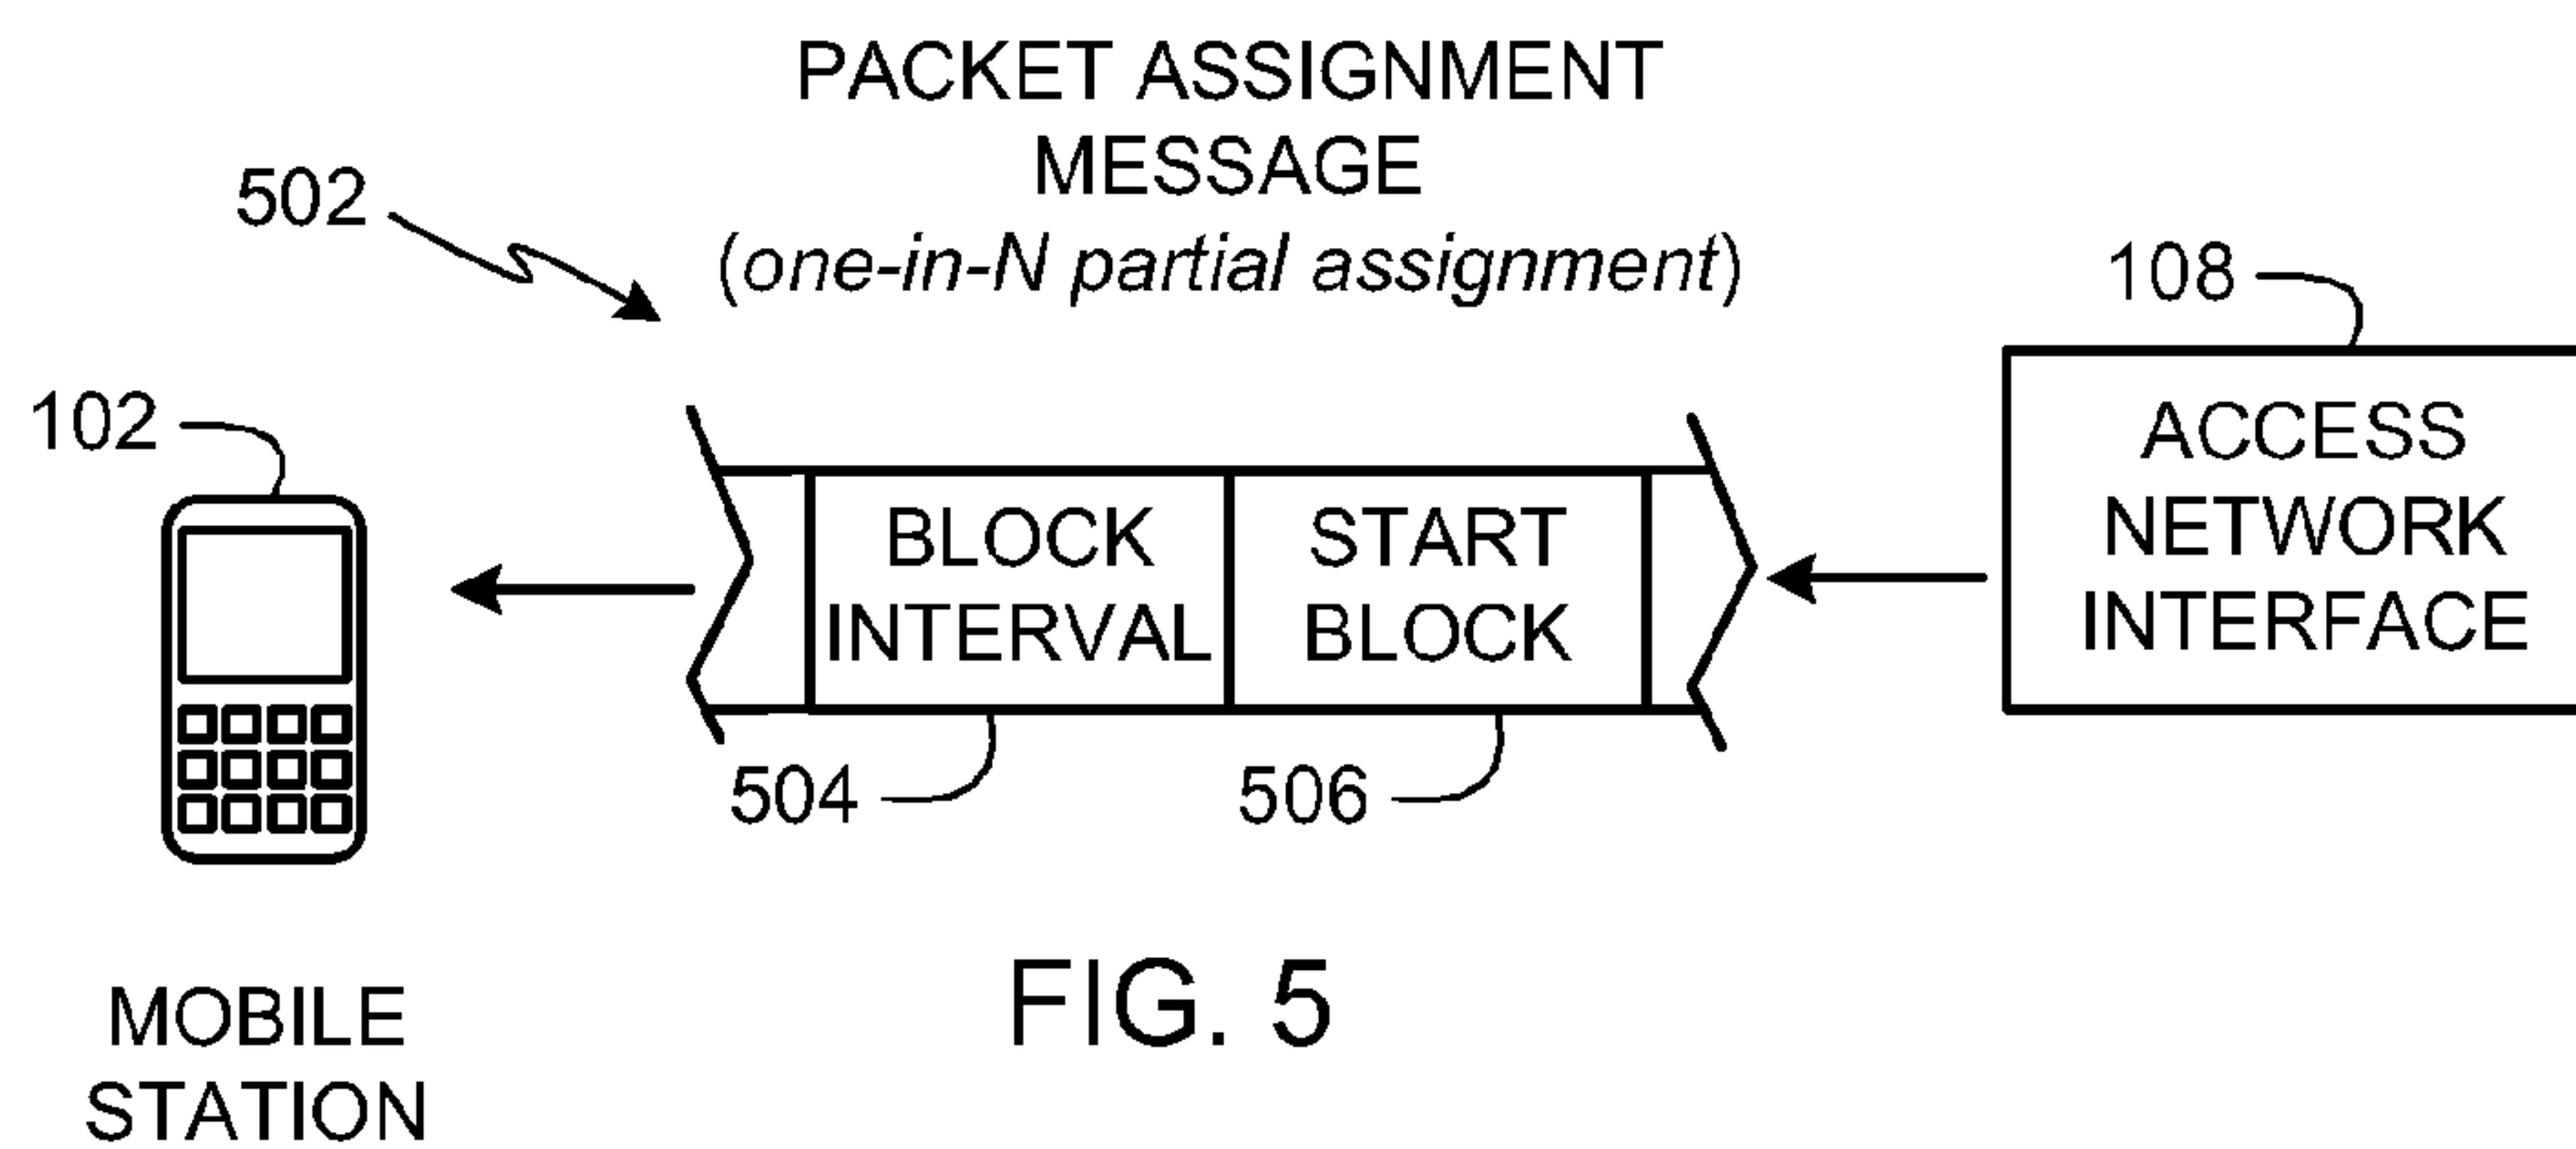 PACKET ASSIGNMENT
MESSAGE
(one-in-N partial assignment)
502
108
102
ACCESS
NETWORK
INTERFACE
BLOCK
INTERVAL
START
BLOCK
504
506
MOBILE
STATION
FIG. 5